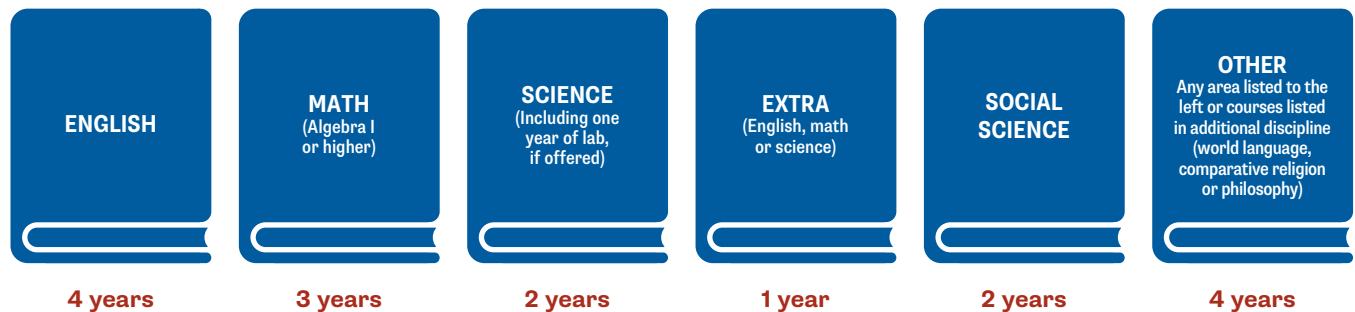 ENGLISH
4 years
MATH
(Algebra I
or higher)
3 years
SCIENCE
(Including one
year of lab,
if offered)
2 years
EXTRA
(English, math
or science)
1 year
SOCIAL
SCIENCE
2 years
OTHER
Any area listed to the
left or courses listed
in additional discipline
(world language,
comparative religion
or philosophy)
4 years